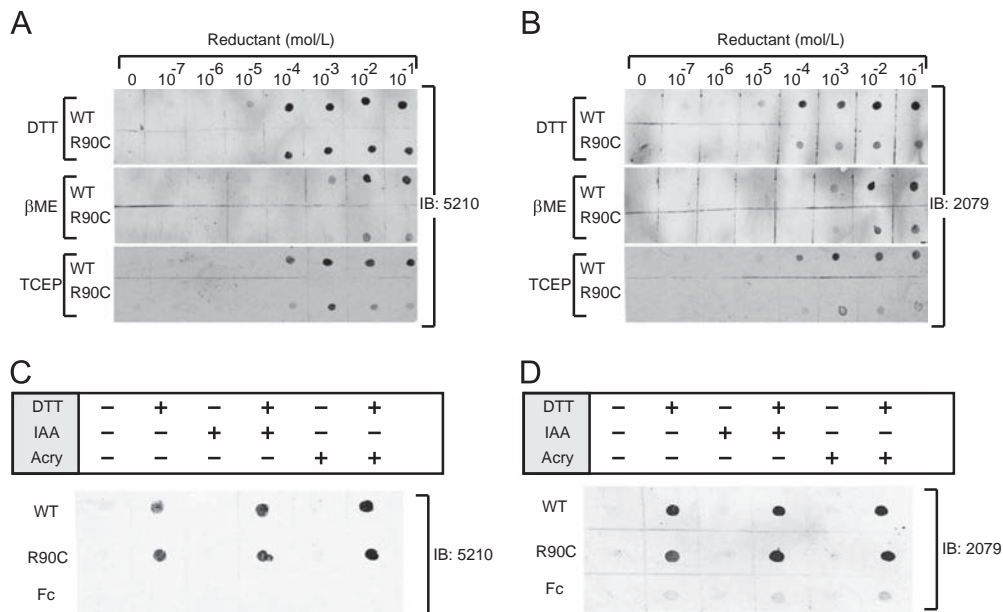 A
Reductant (mol/L)
0 10-7 10-6 10-5 10-4 10-3 10-2 10-1
DTT
WT
R90C
βME
WT
R90C
TCEP
WT
R90C
IB: 5210
B
Reductant (mol/L)
0 10-7 10-6 10-5 10-4 10-3 10-2 10-1
DTT
WT
R90C
βME
WT
R90C
TCEP
WT
R90C
IB: 2079
C
DTT − + − + − +
IAA − − + + − −
Acry − − − − + +
WT
R90C
Fc
IB: 5210
D
DTT − + − + − +
IAA − − + + − −
Acry − − − − + +
WT
R90C
Fc
IB: 2079